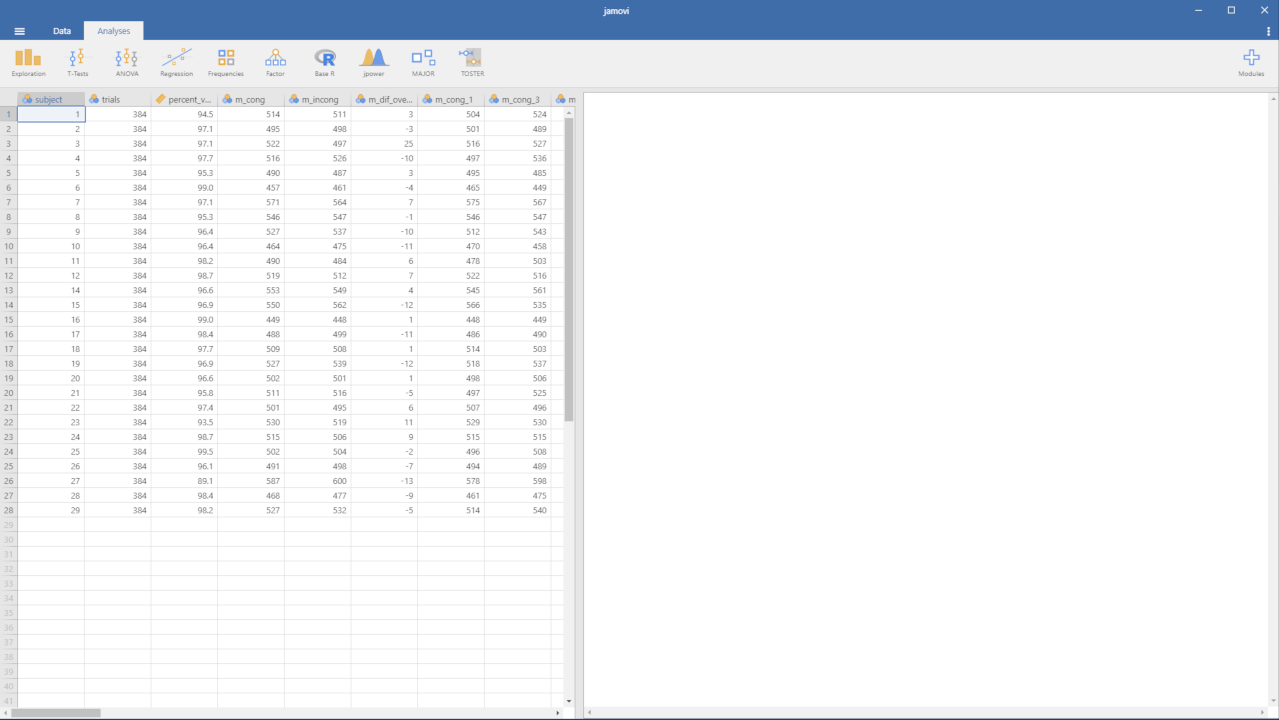 jamovi
Data Analyses
Exploration T-Tests ANOVA Regression Frequencies Factor Base R jpower MAJOR TOSTER Modules
subject trials percent_v... m_cong m_incong m_dif_ove... m_cong_1 m_cong_3 m
1 1 384 94.5 514 511 3 504 524
2 2 384 97.1 495 498 -3 501 489
3 3 384 97.1 522 497 25 516 527
4 4 384 97.7 516 526 -10 497 536
5 5 384 95.3 490 487 3 495 485
6 6 384 99.0 457 461 -4 465 449
7 7 384 97.1 571 564 7 575 567
8 8 384 95.3 546 547 -1 546 547
9 9 384 96.4 527 537 -10 512 543
10 10 384 96.4 464 475 -11 470 458
11 11 384 98.2 490 484 6 478 503
12 12 384 98.7 519 512 7 522 516
13 14 384 96.6 553 549 4 545 561
14 15 384 96.9 550 562 -12 566 535
15 16 384 99.0 449 448 1 448 449
16 17 384 98.4 488 499 -11 486 490
17 18 384 97.7 509 508 1 514 503
18 19 384 96.9 527 539 -12 518 537
19 20 384 96.6 502 501 1 498 506
20 21 384 95.8 511 516 -5 497 525
21 22 384 97.4 501 495 6 507 496
22 23 384 93.5 530 519 11 529 530
23 24 384 98.7 515 506 9 515 515
24 25 384 99.5 502 504 -2 496 508
25 26 384 96.1 491 498 -7 494 489
26 27 384 89.1 587 600 -13 578 598
27 28 384 98.4 468 477 -9 461 475
28 29 384 98.2 527 532 -5 514 540
29
30
31
32
33
34
35
36
37
38
39
40
41